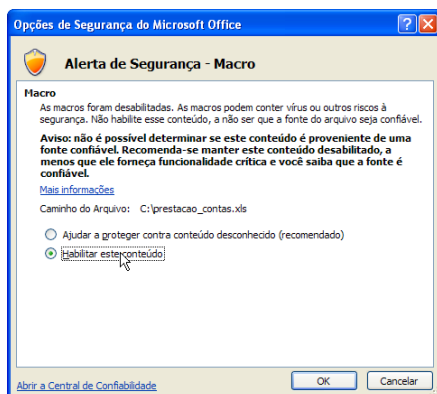 Opções de Segurança do Microsoft Office
Alerta de Segurança - Macro
Macro
As macros foram desabilitadas. As macros podem conter vírus ou outros riscos à
segurança. Não habilite esse conteúdo, a não ser que a fonte do arquivo seja confiável.
Aviso: não é possível determinar se este conteúdo é proveniente de uma
fonte confiável. Recomenda-se manter este conteúdo desabilitado, a
menos que ele forneça funcionalidade crítica e você saiba que a fonte é
confiável.
Mais informações
Caminho do Arquivo: C:\prestacao_contas.xls
Ajudar a proteger contra conteúdo desconhecido (recomendado)
Habilitar este conteúdo
Abrir a Central de Confiabilidade
OK
Cancelar